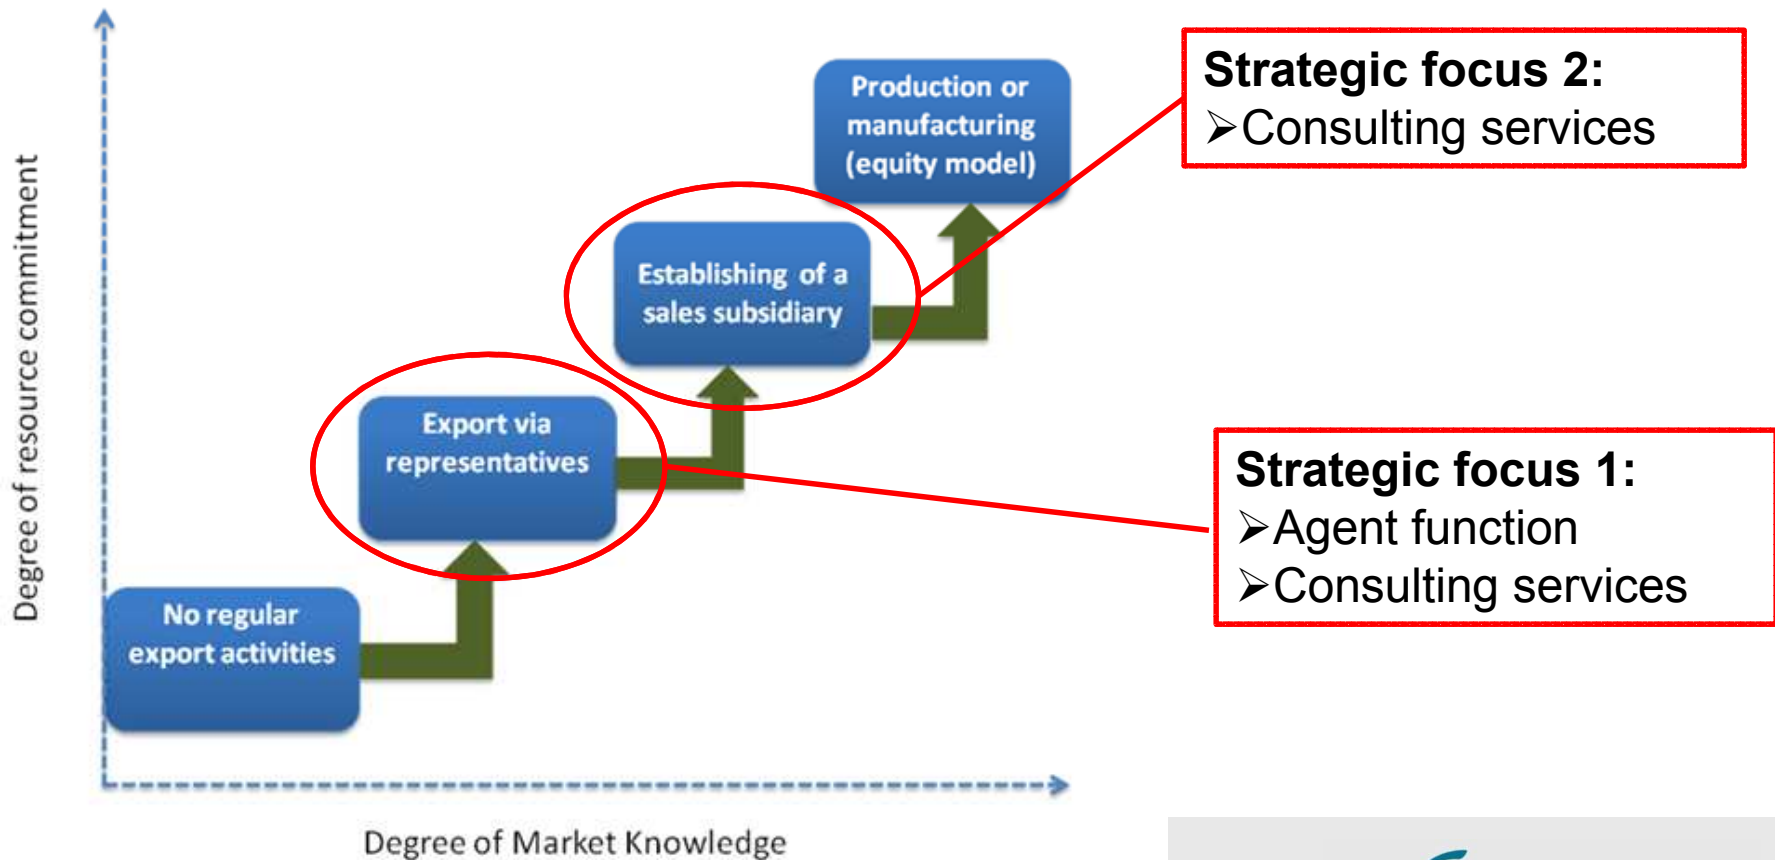 Degree of resource commitment
Production or
manufacturing
(equity model)
Strategic focus 2:
➢Consulting services
Establishing of a
sales subsidiary
Export via
representatives
Strategic focus 1:
➢Agent function
➢Consulting services
No regular
export activities
Degree of Market Knowledge